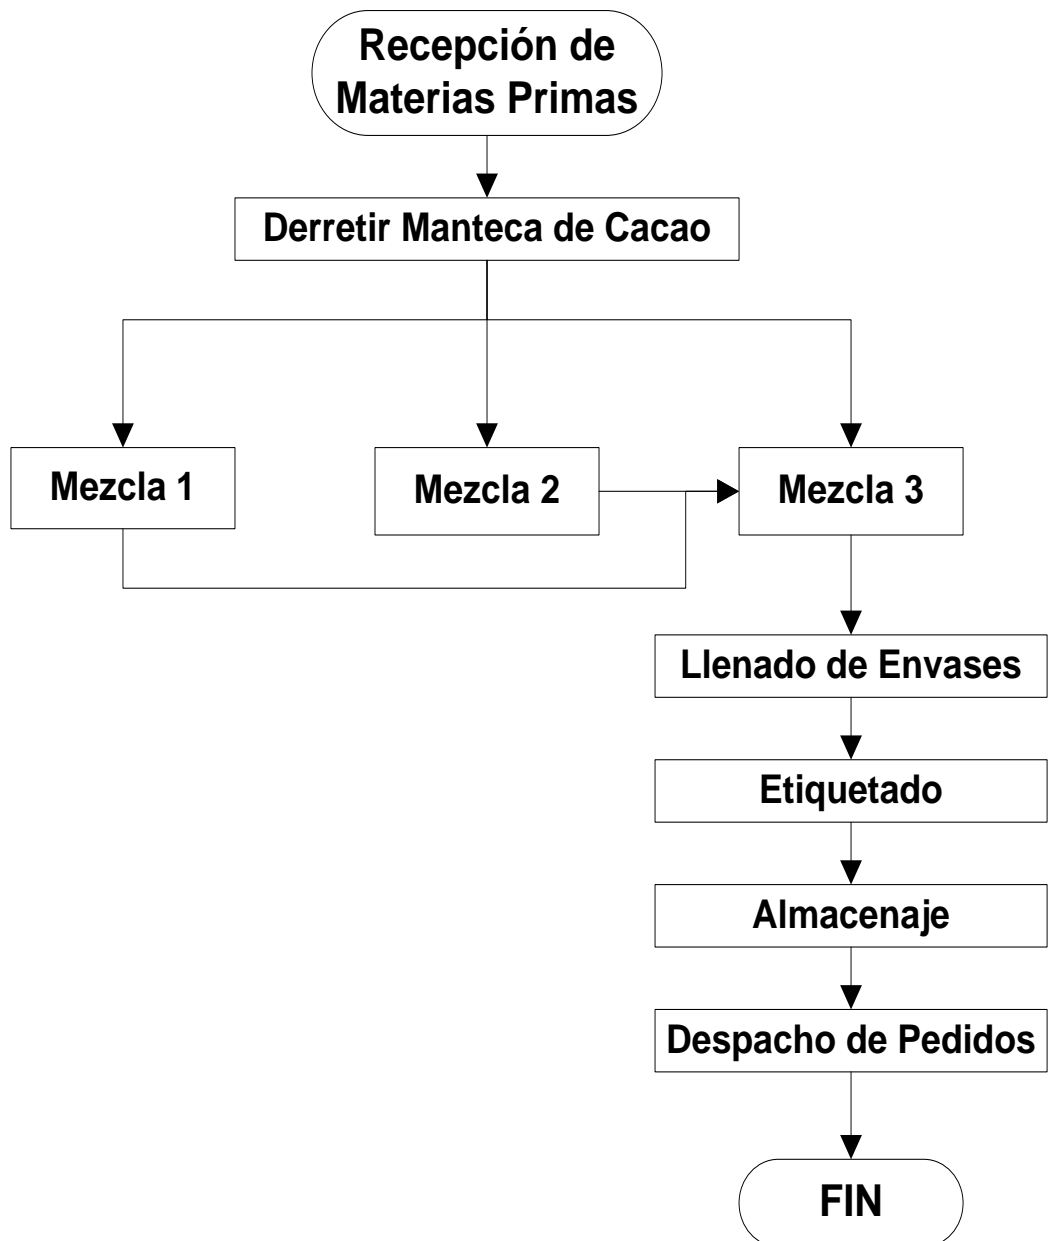 Recepción de
Materias Primas
Derretir Manteca de Cacao
Mezcla 1
Mezcla 2
Mezcla 3
Llenado de Envases
Etiquetado
Almacenaje
Despacho de Pedidos
FIN